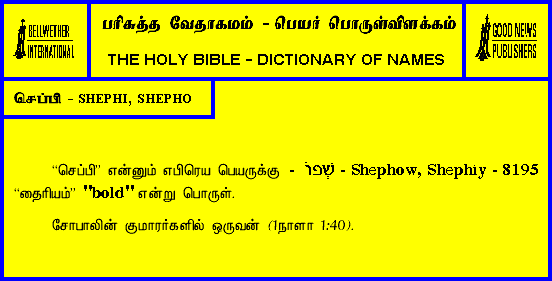 BELLWETHER
INTERNATIONAL
பரிசுத்த வேதாகமம் - பெயர் பொருள்விளக்கம்
THE HOLY BIBLE - DICTIONARY OF NAMES
GOOD NEWS
PUBLISHERS
செப்பி - SHEPHI, SHEPHO
“செப்பி” என்னும் எபிரெய பெயருக்கு - שְׁפוֹ - Shephow, Shephiy - 8195
“தைரியம்” "bold" என்று பொருள்.
சோபாலின் குமாரர்களில் ஒருவன் (1நாளா 1:40).